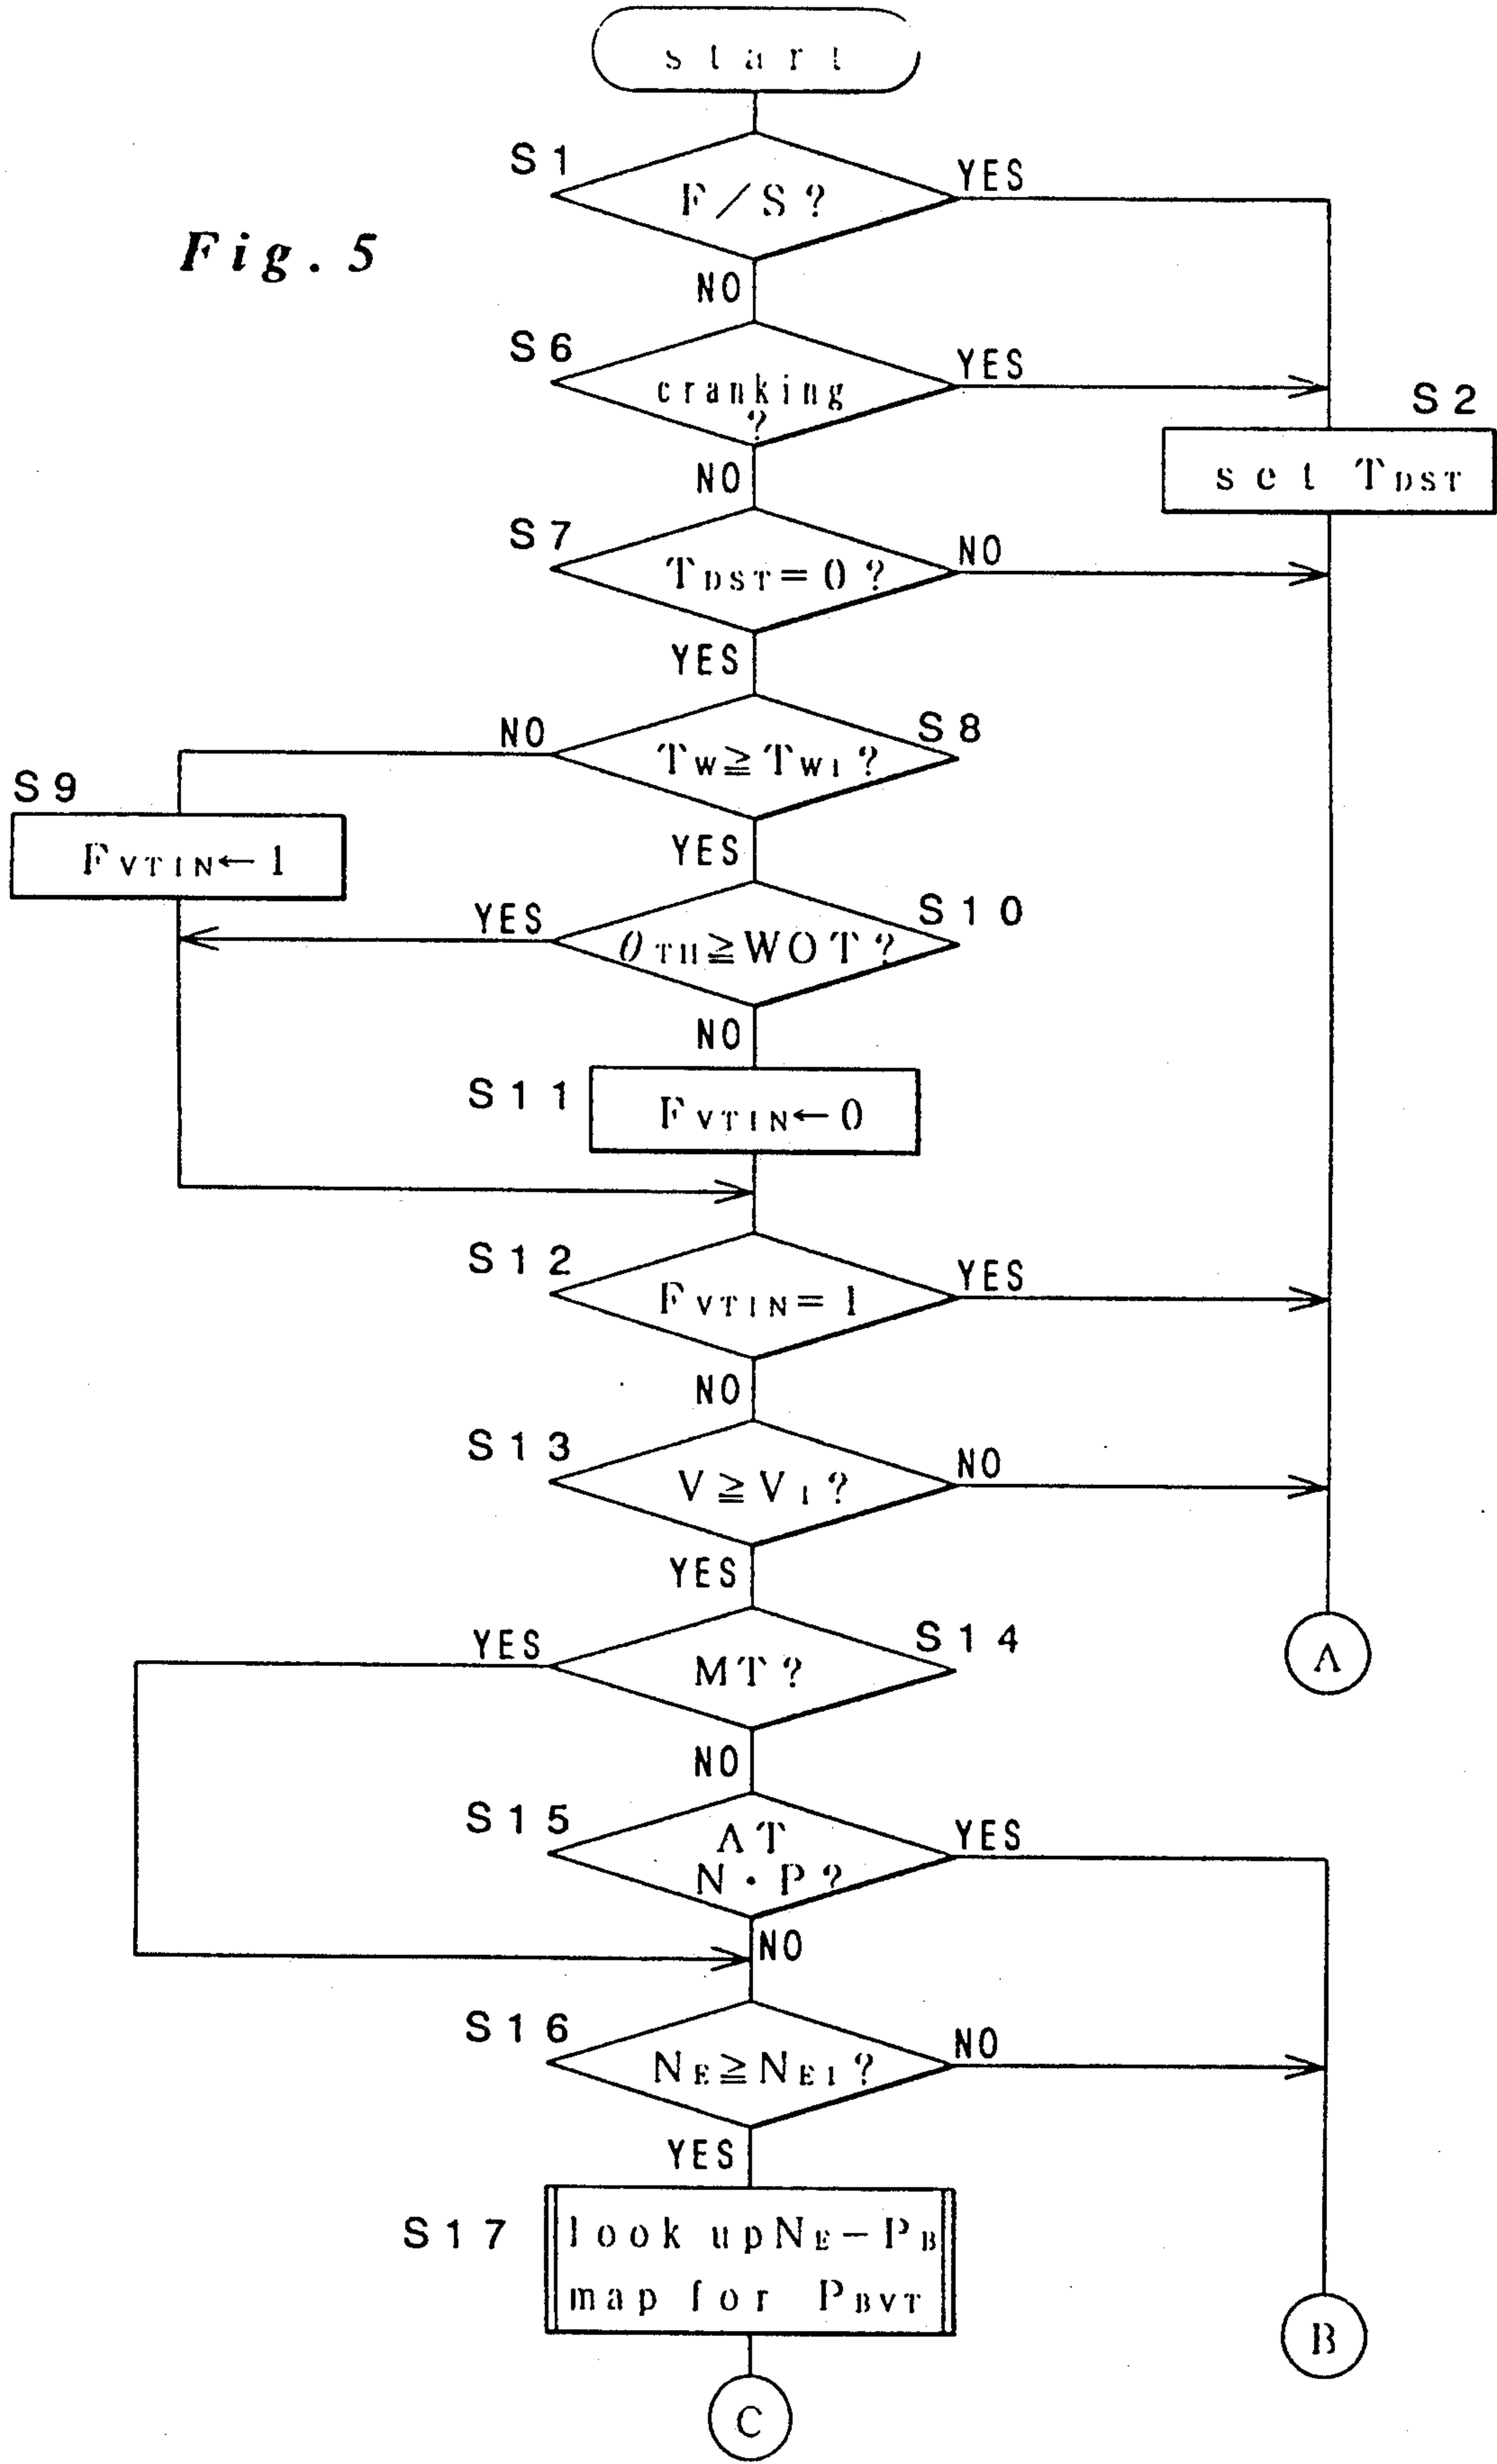 start
S1
F/S?
YES
Fig. 5
NO
S6
cranking
?
YES
S2
set TDST
NO
S7
TDST=0?
NO
YES
S8
TW≧TW1?
NO
S9
FVTIN←1
YES
S10
θTH≧WOT?
YES
NO
S11
FVTIN←0
S12
FVTIN=1
YES
NO
S13
V≧V1?
NO
YES
S14
MT?
YES
A
NO
S15
AT
N・P?
YES
NO
S16
NE≧NE1?
NO
YES
S17
look up NE-PB
map for PBVT
B
C